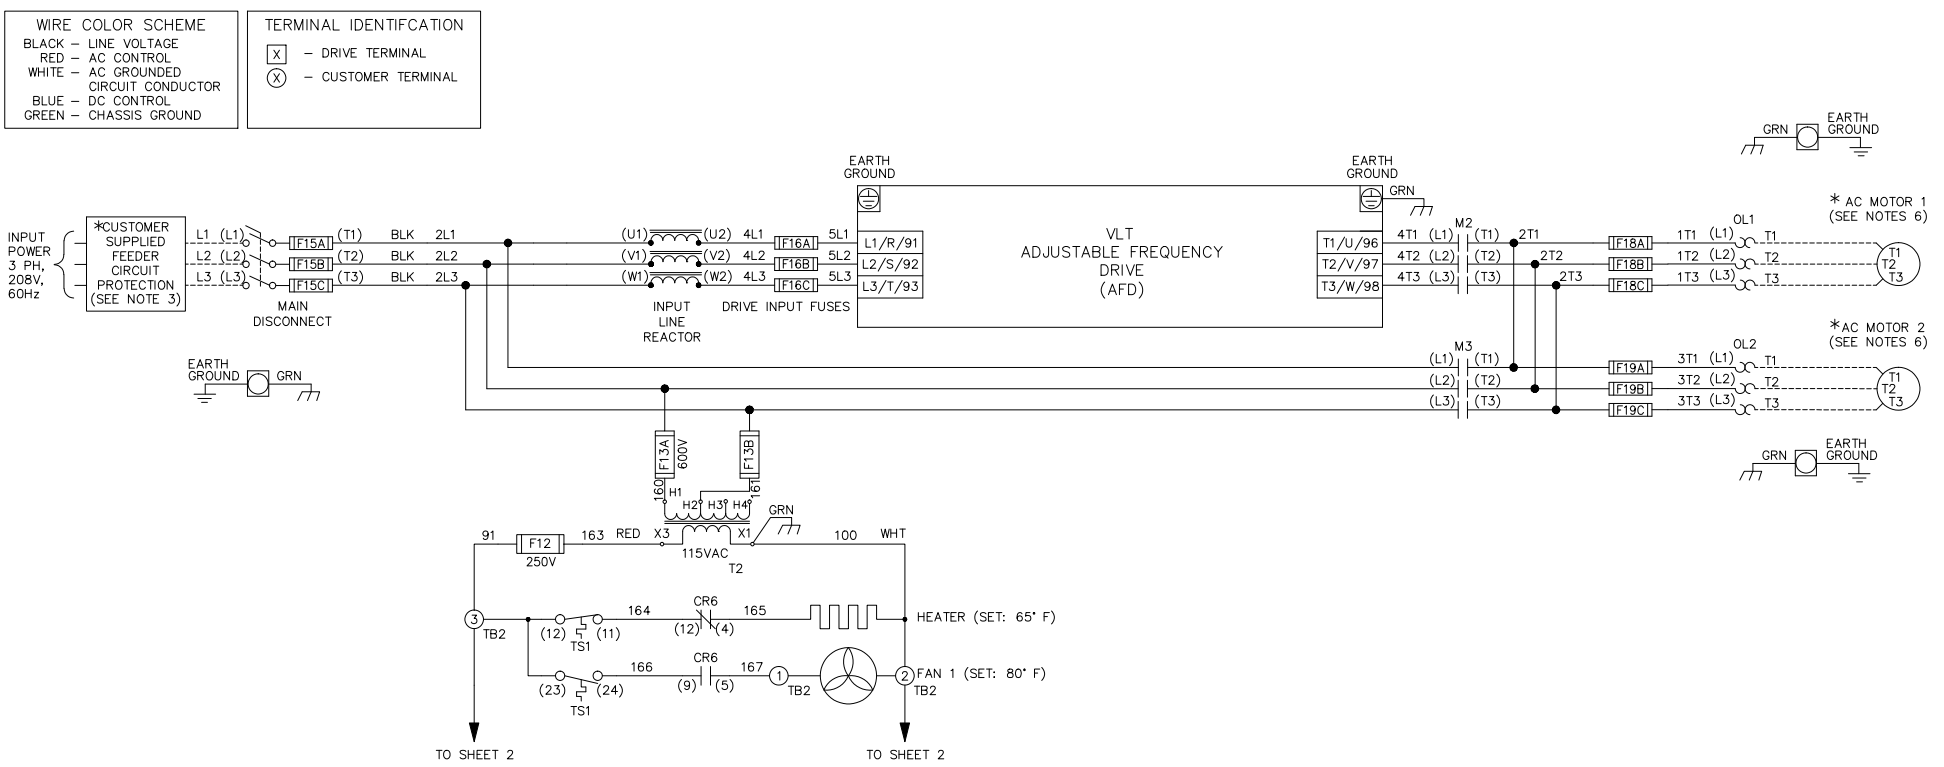 WIRE COLOR SCHEME
BLACK – LINE VOLTAGE
RED – AC CONTROL
WHITE – AC GROUNDED
CIRCUIT CONDUCTOR
BLUE – DC CONTROL
GREEN – CHASSIS GROUND
TERMINAL IDENTIFCATION
X – DRIVE TERMINAL
X – CUSTOMER TERMINAL
INPUT
POWER
3 PH,
208V,
60Hz
*CUSTOMER
SUPPLIED
FEEDER
CIRCUIT
PROTECTION
(SEE NOTE 3)
L1 (L1) F15A (T1) BLK 2L1 (U1) (U2) 4L1 F16A 5L1
L2 (L2) F15B (T2) BLK 2L2 (V1) (V2) 4L2 F16B 5L2
L3 (L3) F15C (T3) BLK 2L3 (W1) (W2) 4L3 F16C 5L3
MAIN
DISCONNECT
INPUT
LINE
REACTOR
DRIVE INPUT FUSES
EARTH
GROUND
L1/R/91
L2/S/92
L3/T/93
VLT
ADJUSTABLE FREQUENCY
DRIVE
(AFD)
EARTH
GROUND
GRN
T1/U/96
T2/V/97
T3/W/98
M2
4T1 (L1) (T1) 2T1 F18A 1T1 (L1) T1
4T2 (L2) (T2) 2T2 F18B 1T2 (L2) T2
4T3 (L3) (T3) 2T3 F18C 1T3 (L3) T3
OL1
GRN
EARTH
GROUND
* AC MOTOR 1
(SEE NOTES 6)
T1
T2
T3
EARTH
GROUND
GRN
M3
(L1) (T1) F19A 3T1 (L1) T1
(L2) (T2) F19B 3T2 (L2) T2
(L3) (T3) F19C 3T3 (L3) T3
OL2
*AC MOTOR 2
(SEE NOTES 6)
T1
T2
T3
GRN
EARTH
GROUND
F13A
600V
F13B
160
161
H1
H2
H3
H4
GRN
91
F12
250V
163
RED
X3
X1
115VAC
T2
100
WHT
3
TB2
(12) (11)
TS1
164
CR6
(12) (4)
165
HEATER (SET: 65° F)
(23) (24)
TS1
166
CR6
(9) (5)
167
1
TB2
2
TB2
FAN 1 (SET: 80° F)
TO SHEET 2
TO SHEET 2